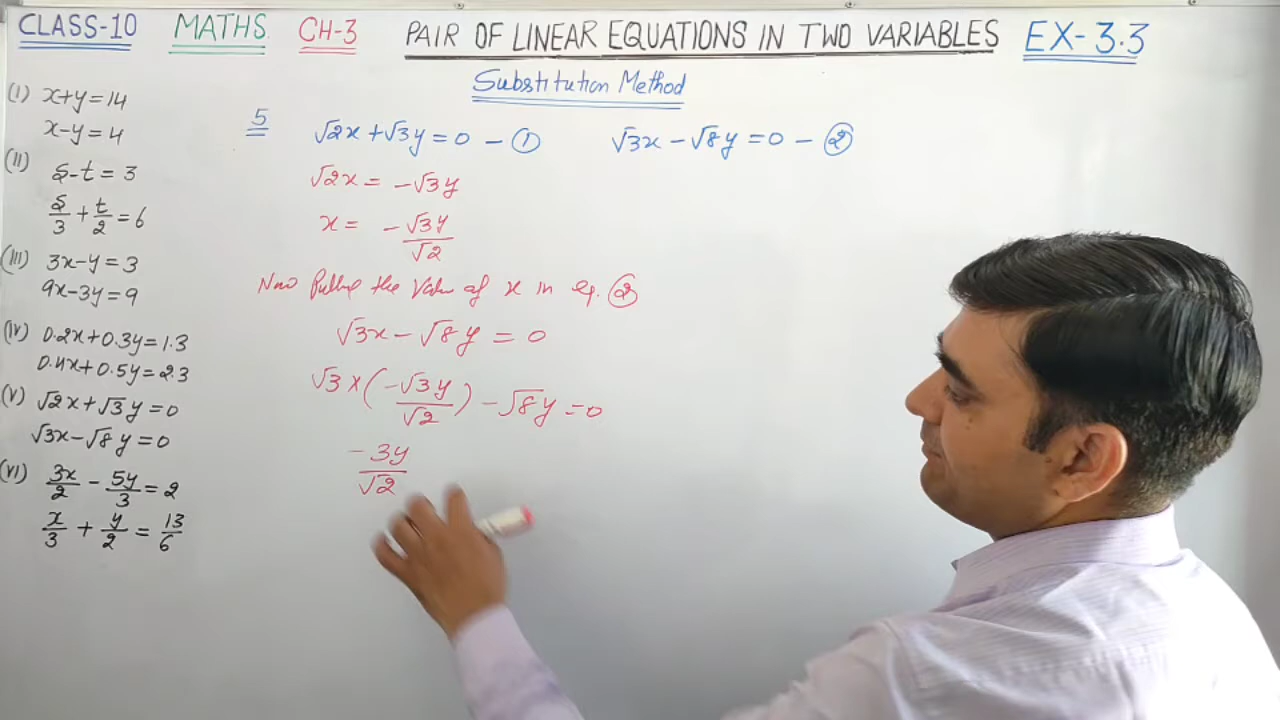 CLASS-10 MATHS CH-3 PAIR OF LINEAR EQUATIONS IN TWO VARIABLES EX-3.3
Substitution Method
(I) x+y=14
x-y=4
(II) s-t=3
s/3 + t/2 = 6
(III) 3x-y=3
9x-3y=9
(IV) 0.2x+0.3y=1.3
0.4x+0.5y=2.3
(V) √2x+√3y=0
√3x-√8y=0
(VI) 3x/2 - 5y/3 = 2
x/3 + y/2 = 13/6
5 √2x+√3y=0 - ① √3x-√8y=0 - ②
√2x = -√3y
x = -√3y/√2
Now the Value of x in eq. ②
√3x - √8y = 0
√3 × (-√3y/√2) - √8y = 0
-3y/√2